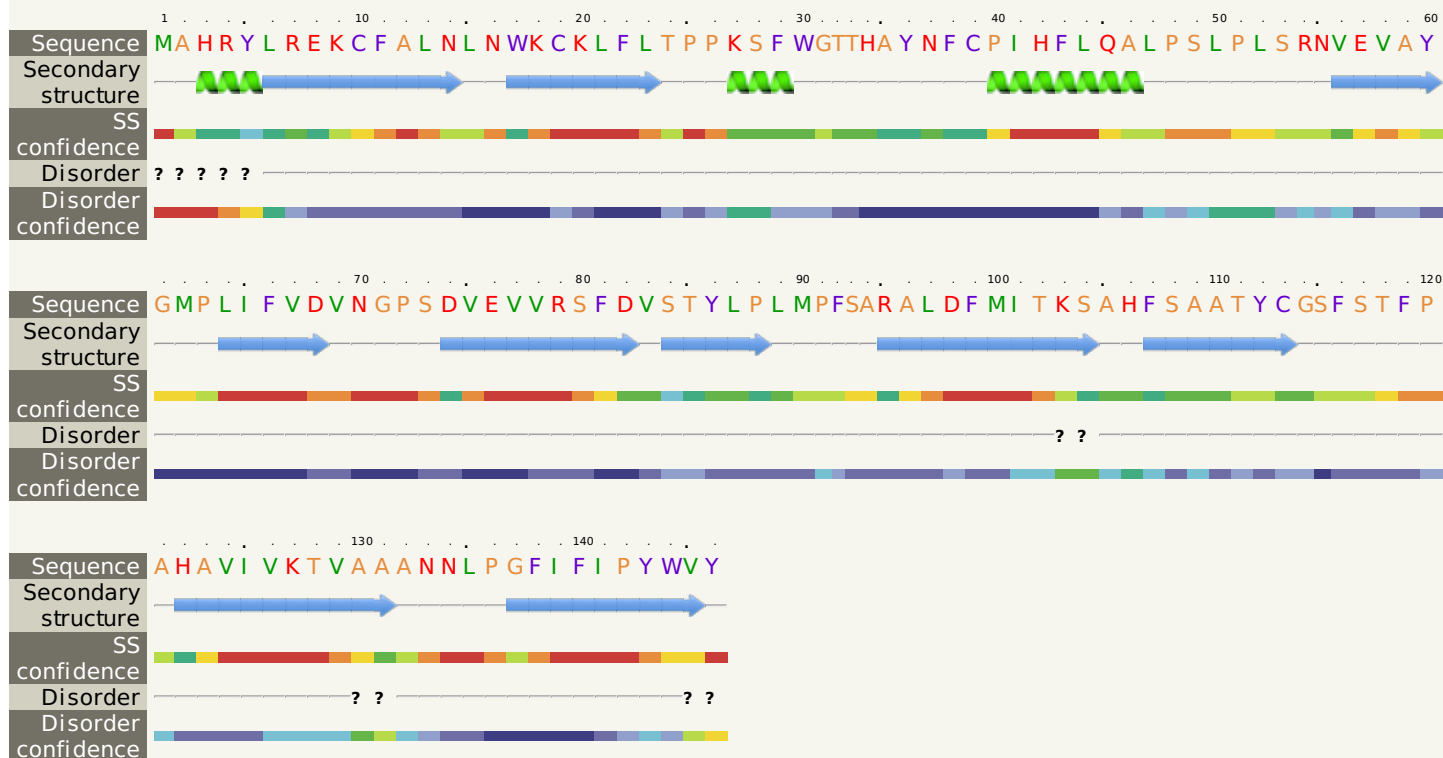 1 10 20 30 40 50 60
Sequence MAHRYLREKCFALNLNWKCKLFLTPPKSFWGTTHAYNFCPIHFLQALPSLPLSRNVEVAY
Secondary
structure
SS
confidence
Disorder ? ? ? ? ?
Disorder
confidence
70 80 90 100 110 120
Sequence GMPLIFVDVNGPSDVEVVRSFDVSTYLPLMPFSARALDFMITKSAHFSAATYCGSFSTFP
Secondary
structure
SS
confidence
Disorder ? ?
Disorder
confidence
130 140
Sequence AHAVIVKTVAAANNLPGFIFIPYWVY
Secondary
structure
SS
confidence
Disorder ? ? ? ?
Disorder
confidence